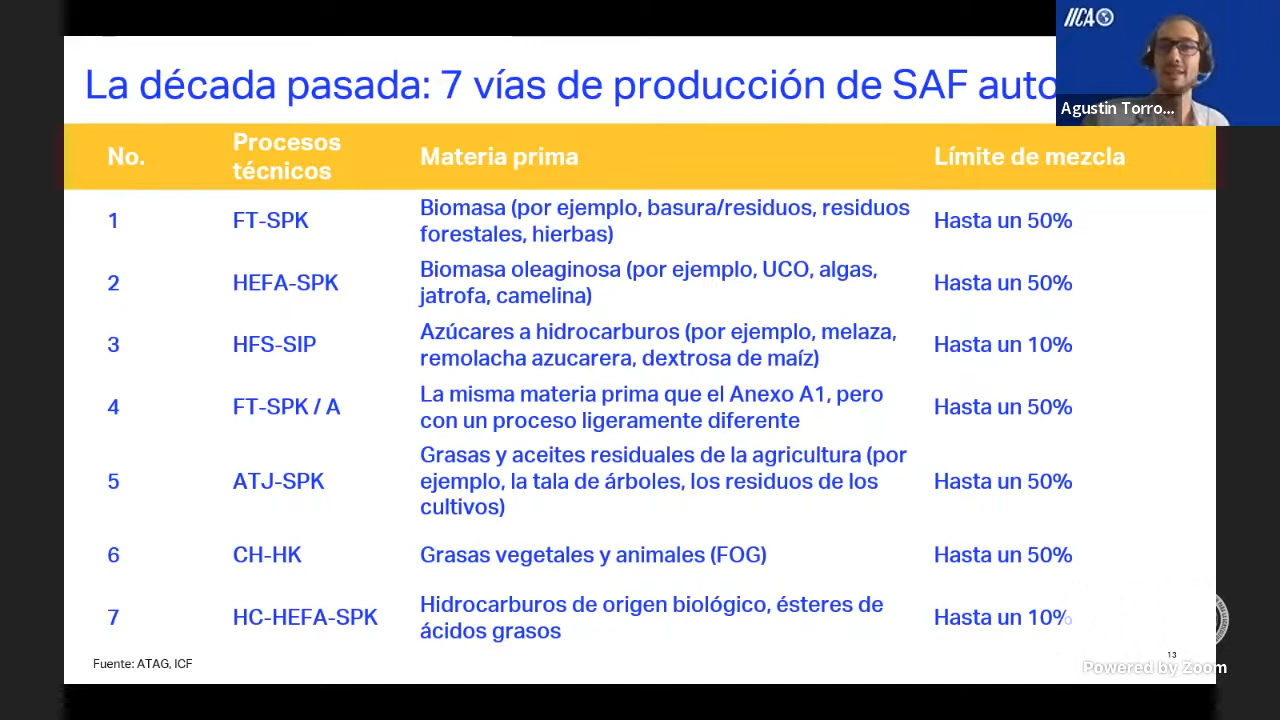 IICA
La década pasada: 7 vías de producción de SAF auto
Agustín Torro...
No.
Procesos
técnicos
Materia prima
Límite de mezcla
1
FT-SPK
Biomasa (por ejemplo, basura/residuos, residuos
forestales, hierbas)
Hasta un 50%
2
HEFA-SPK
Biomasa oleaginosa (por ejemplo, UCO, algas,
jatrofa, camelina)
Hasta un 50%
3
HFS-SIP
Azúcares a hidrocarburos (por ejemplo, melaza,
remolacha azucarera, dextrosa de maíz)
Hasta un 10%
4
FT-SPK / A
La misma materia prima que el Anexo A1, pero
con un proceso ligeramente diferente
Hasta un 50%
5
ATJ-SPK
Grasas y aceites residuales de la agricultura (por
ejemplo, la tala de árboles, los residuos de los
cultivos)
Hasta un 50%
6
CH-HK
Grasas vegetales y animales (FOG)
Hasta un 50%
7
HC-HEFA-SPK
Hidrocarburos de origen biológico, ésteres de
ácidos grasos
Hasta un 10%
Fuente: ATAG, ICF
13
Powered by Zoom